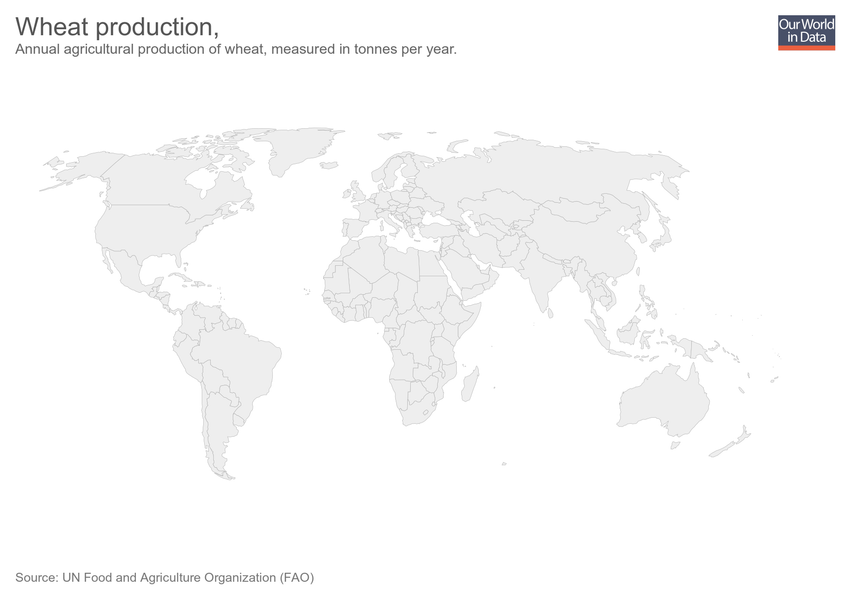 Wheat production,
Annual agricultural production of wheat, measured in tonnes per year.
Our World
in Data
Source: UN Food and Agriculture Organization (FAO)